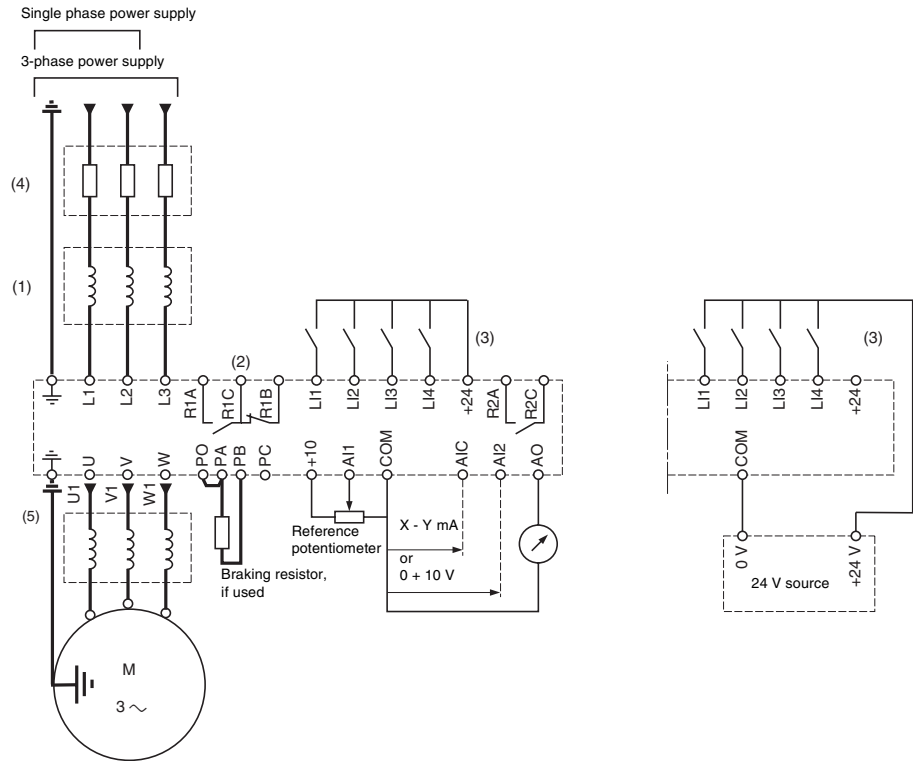 Single phase power supply
3-phase power supply
(4)
(1)
(2)
(3)
(3)
L1
L2
L3
R1A
R1C
R1B
LI1
LI2
LI3
LI4
+24
R2A
R2C
LI1
LI2
LI3
LI4
+24
U
V
W
PO
PA
PB
PC
+10
AI1
COM
AIC
AI2
AO
COM
(5)
U1
V1
W1
Reference
potentiometer
X - Y mA
or
0 + 10 V
Braking resistor,
if used
0 V
24 V source
+24 V
M
3 ~